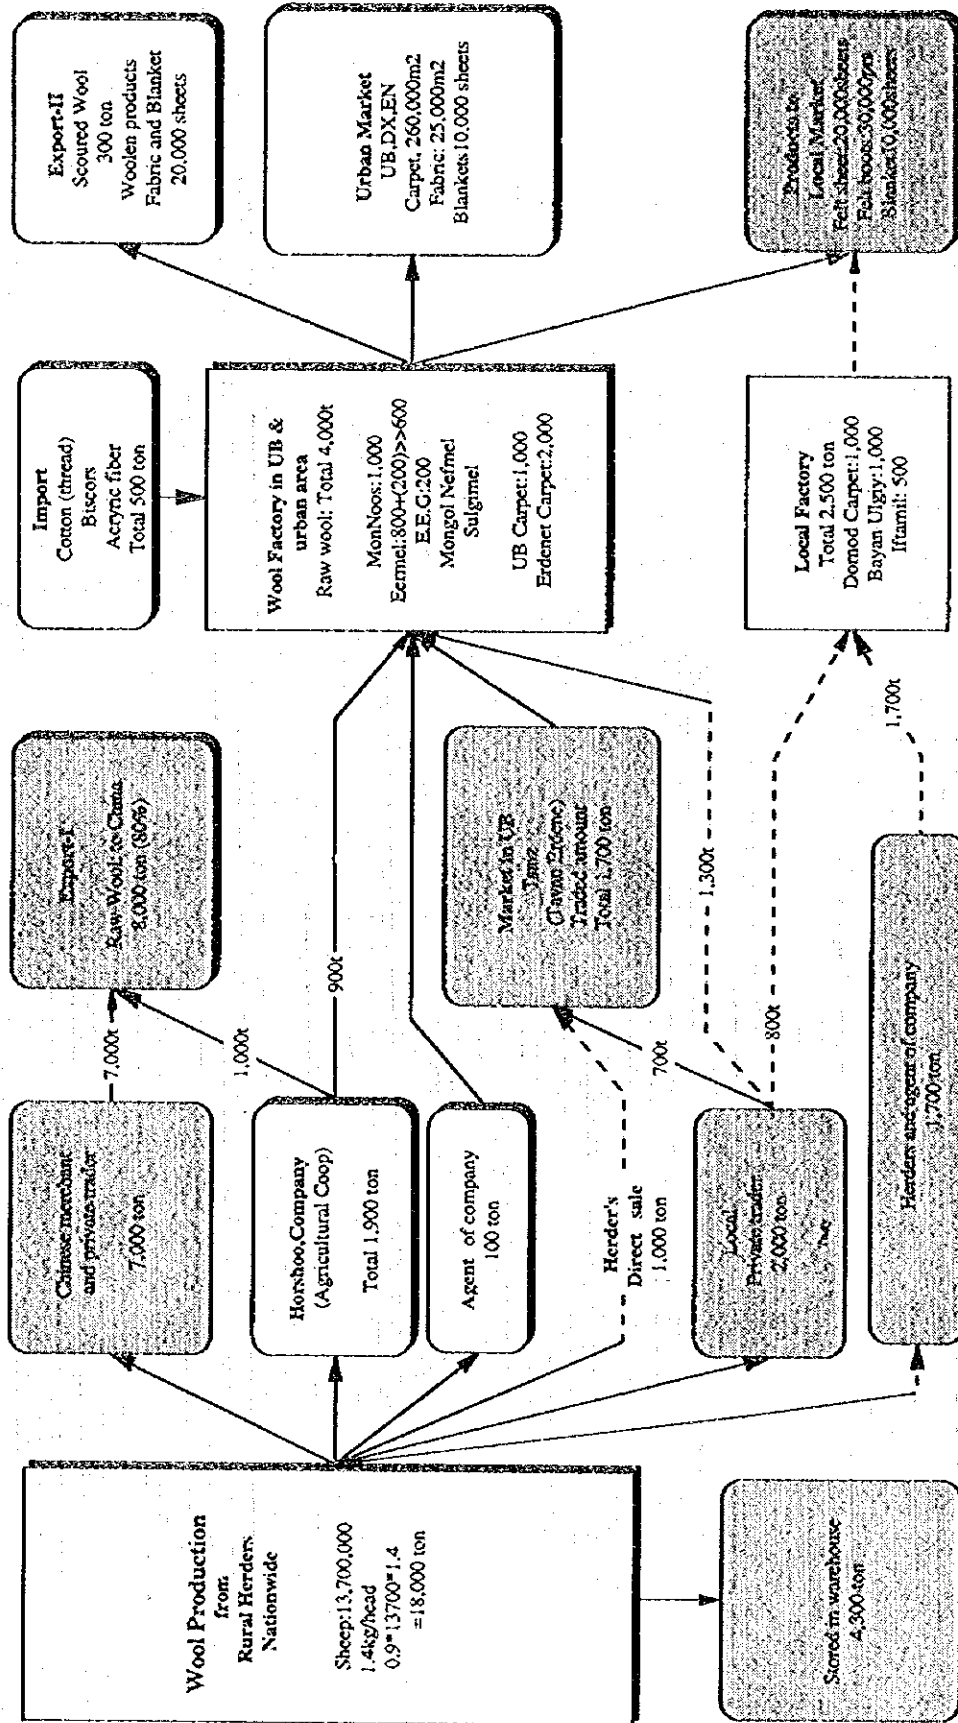 Wool Production
from
Rural Herders
Nationwide
Sheep:13,700,000
1.4kg/head
0.9*13700*1.4
=18,000 ton
Stored in warehouse
4,300 ton
Chinese merchant
and private trader
7,000 ton
Horshoo,Company
(Agricultural Coop)
Total 1,900 ton
Agent of company
100 ton
Herder's
Direct sale
1,000 ton
Local
Private trader
2,000 ton
Herders and agent of company
1,700 ton
7,000t
1,000t
900t
700t
1,300t
800t
1,700t
Export-I
Raw Wool to China
8,000 ton (80%)
Market in UB
(Tavan Erdene)
Traded amount
Total 1,700 ton
Import
Cotton (thread)
Biscors
Acrynic fiber
Total 500 ton
Wool Factory in UB &
urban area
Raw wool: Total 4,000t
MonNoos:1,000
Eermel:800+(200)>>600
E.E.G:200
Mongol Nefmel
Sulgimel
UB Carpet:1,000
Erdenet Carpet:2,000
Local Factory
Total 2,500 ton
Domod Carpet:1,000
Bayan Ulgiy:1,000
Iftamil: 500
Export-II
Scoured Wool
300 ton
Woolen products
Fabric and Blanket
20,000 sheets
Urban Market
UB,DX,EN
Carpet, 260,000m2
Fabric: 25,000m2
Blankets10,000 sheets
Products to
Local Market
Felt sheet:20,000sheets
Felt boots:30,000prs
Blanket:10,000sheets